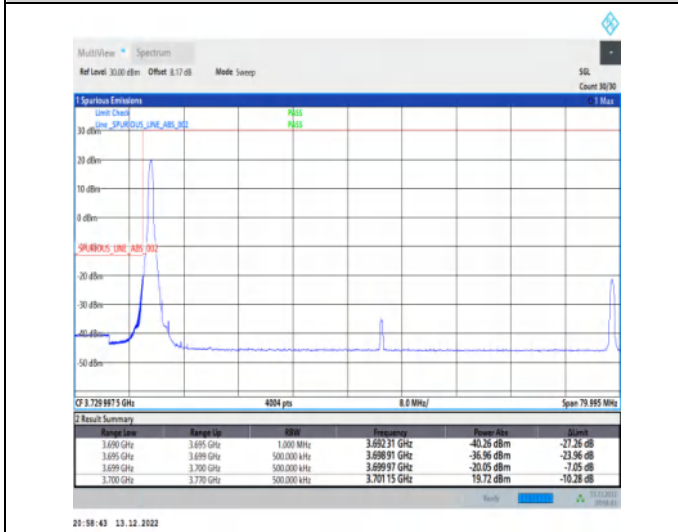 MultiView Spectrum
Ref Level 30.00 dBm Offset 8.17 dB Mode Sweep SGL
Count 30/30
1 Spurious Emissions 1 Max
Limit Check PASS
Line _SPURIOUS_LINE_ABS_002 PASS
30 dBm
20 dBm
10 dBm
0 dBm
_SPURIOUS_LINE_ABS_002
-20 dBm
-30 dBm
-40 dBm
-50 dBm
CF 3.729 997 5 GHz 4004 pts 8.0 MHz/ Span 79.995 MHz
2 Result Summary
Range Low Range Up RBW Frequency Power Abs ΔLimit
3.690 GHz 3.695 GHz 1.000 MHz 3.692 31 GHz -40.26 dBm -27.26 dB
3.695 GHz 3.699 GHz 500.000 kHz 3.698 91 GHz -36.96 dBm -23.96 dB
3.699 GHz 3.700 GHz 500.000 kHz 3.699 97 GHz -20.05 dBm -7.05 dB
3.700 GHz 3.770 GHz 500.000 kHz 3.701 15 GHz 19.72 dBm -10.28 dB
Ready 13.12.2022
20:58:43
20:58:43 13.12.2022